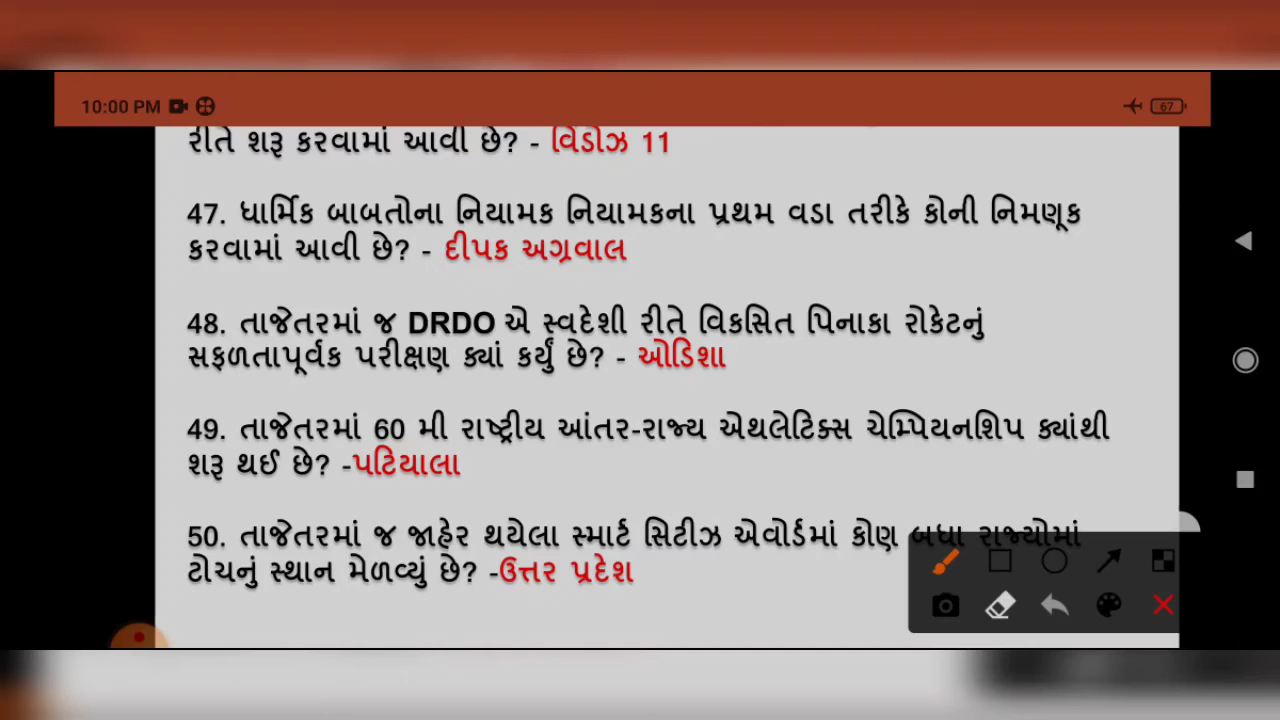 10:00 PM
67
રીતે શરૂ કરવામાં આવી છે? - વિંડોઝ 11
47. ધાર્મિક બાબતોના નિયામક નિયામકના પ્રથમ વડા તરીકે કોની નિમણૂક
કરવામાં આવી છે? - દીપક અગ્રવાલ
48. તાજેતરમાં જ DRDO એ સ્વદેશી રીતે વિકસિત પિનાકા રોકેટનું
સફળતાપૂર્વક પરીક્ષણ ક્યાં કર્યું છે? - ઓડિશા
49. તાજેતરમાં 60 મી રાષ્ટ્રીય આંતર-રાજ્ય એથલેટિક્સ ચેમ્પિયનશિપ ક્યાંથી
શરૂ થઈ છે? -પટિયાલા
50. તાજેતરમાં જ જાહેર થયેલા સ્માર્ટ સિટીઝ એવોર્ડમાં કોણ બધા રાજ્યોમાં
ટોચનું સ્થાન મેળવ્યું છે? -ઉત્તર પ્રદેશ